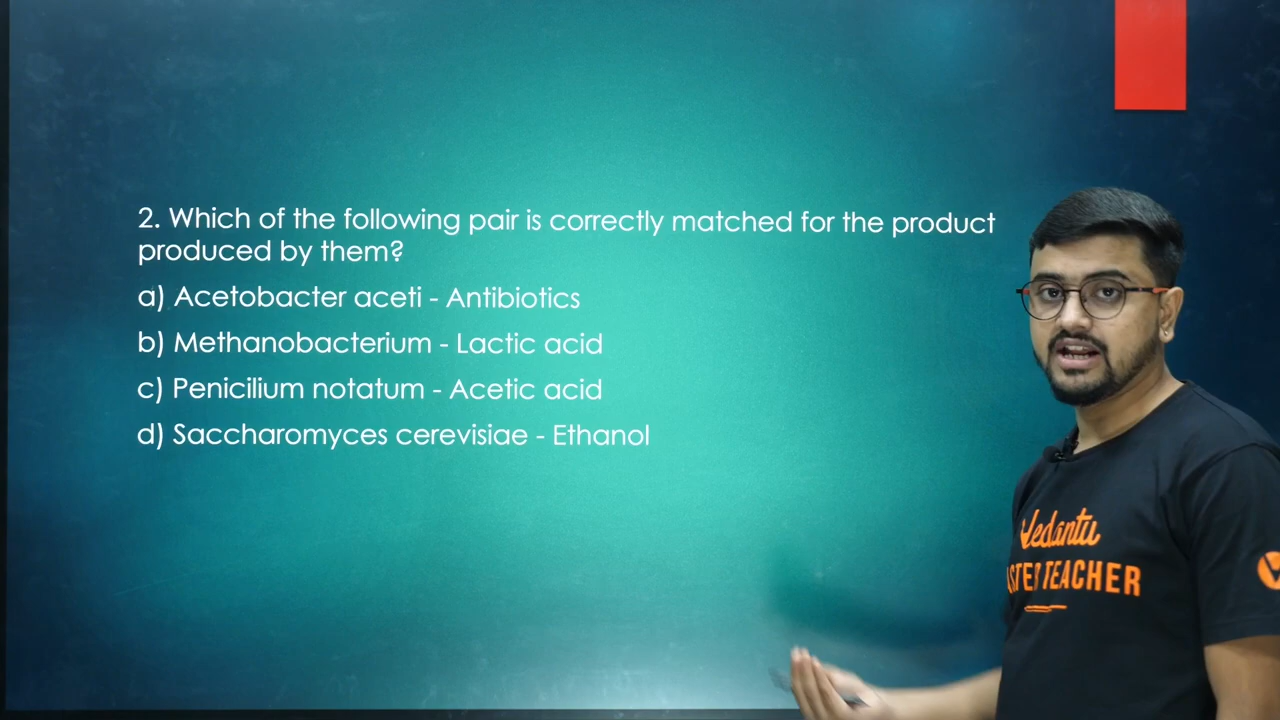 2. Which of the following pair is correctly matched for the product
produced by them?
a) Acetobacter aceti - Antibiotics
b) Methanobacterium - Lactic acid
c) Penicilium notatum - Acetic acid
d) Saccharomyces cerevisiae - Ethanol
Vedantu
TEACHER